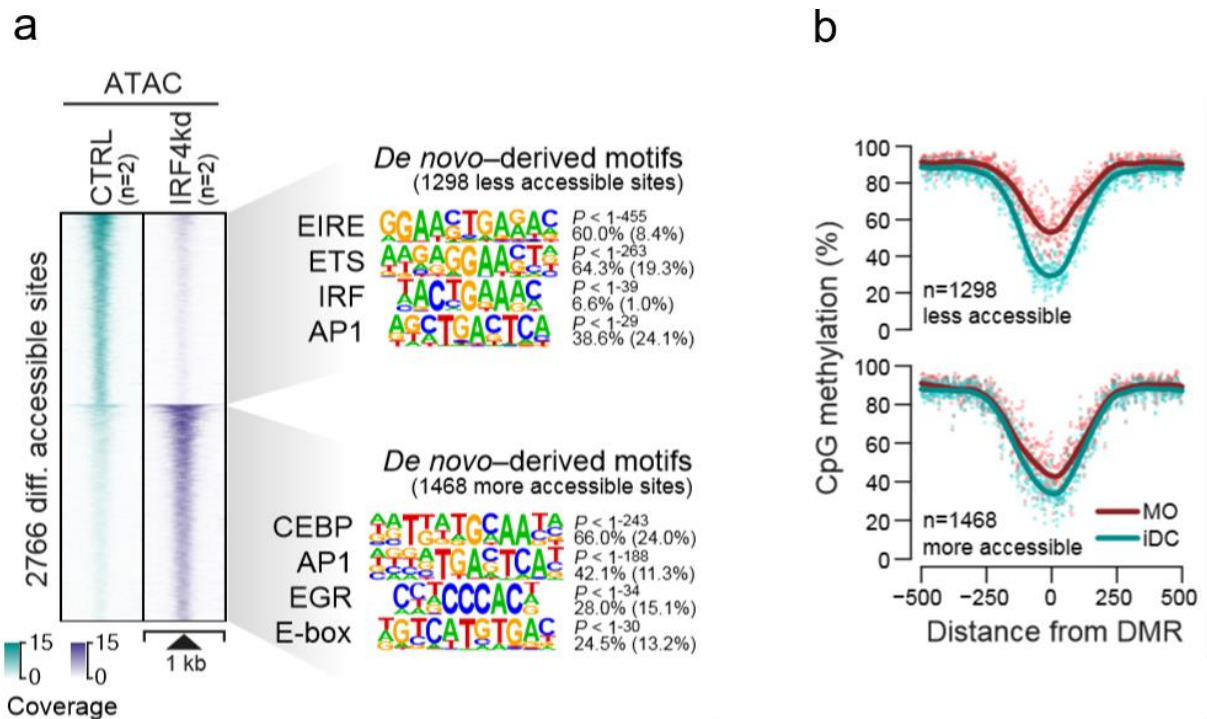 a
ATAC
CTRL
(n=2)
IRF4kd
(n=2)
2766 diff. accessible sites
15
0
15
0
Coverage
1 kb
De novo–derived motifs
(1298 less accessible sites)
EIRE
P < 1-455
60.0% (8.4%)
ETS
P < 1-263
64.3% (19.3%)
IRF
P < 1-39
6.6% (1.0%)
AP1
P < 1-29
38.6% (24.1%)
De novo–derived motifs
(1468 more accessible sites)
CEBP
P < 1-243
66.0% (24.0%)
AP1
P < 1-188
42.1% (11.3%)
EGR
P < 1-34
28.0% (15.1%)
E-box
P < 1-30
24.5% (13.2%)
b
CpG methylation (%)
100
80
60
40
20
0
n=1298
less accessible
100
80
60
40
20
0
n=1468
more accessible
MO
iDC
−500 −250 0 250 500
Distance from DMR